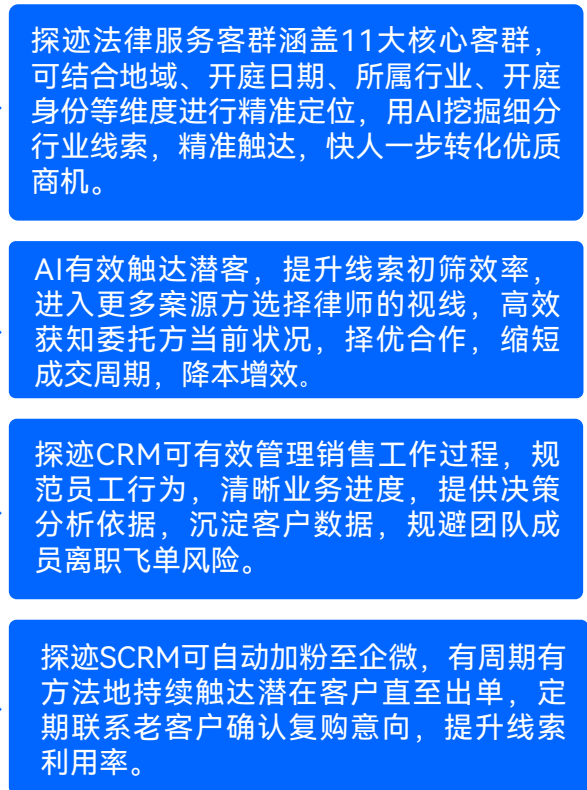 探迹法律服务客群涵盖11大核心客群，
可结合地域、开庭日期、所属行业、开庭
身份等维度进行精准定位，用AI挖掘细分
行业线索，精准触达，快人一步转化优质
商机。
AI有效触达潜客，提升线索初筛效率，
进入更多案源方选择律师的视线，高效
获知委托方当前状况，择优合作，缩短
成交周期，降本增效。
探迹CRM可有效管理销售工作过程，规
范员工行为，清晰业务进度，提供决策
分析依据，沉淀客户数据，规避团队成
员离职飞单风险。
探迹SCRM可自动加粉至企微，有周期有
方法地持续触达潜在客户直至出单，定
期联系老客户确认复购意向，提升线索
利用率。